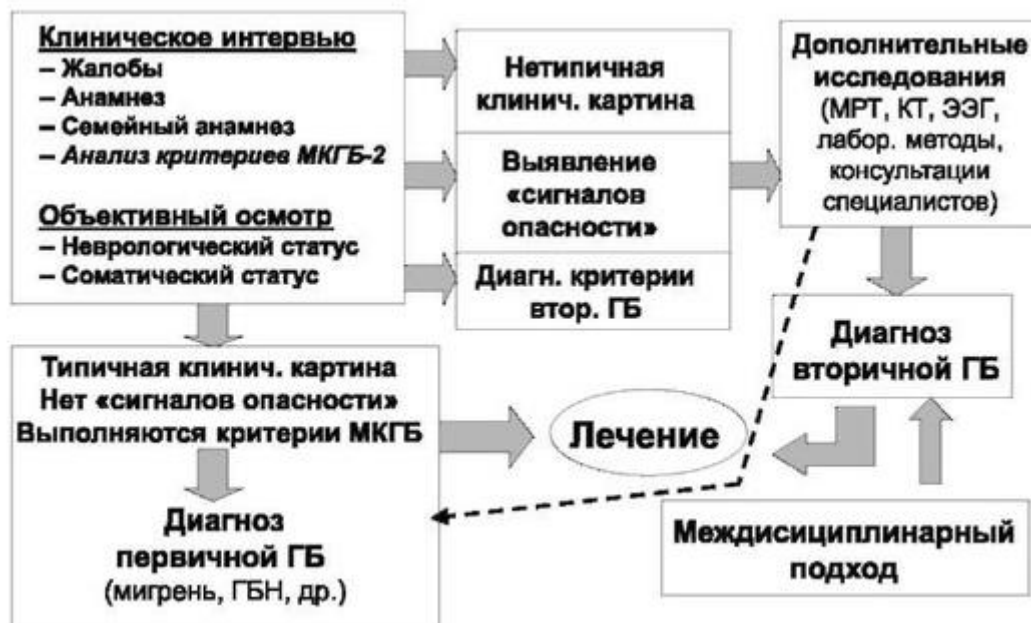 Клиническое интервью
– Жалобы
– Анамнез
– Семейный анамнез
– Анализ критериев МКГБ-2
Объективный осмотр
– Неврологический статус
– Соматический статус
Нетипичная
клинич. картина
Выявление
«сигналов
опасности»
Диагн. критерии
втор. ГБ
Дополнительные
исследования
(МРТ, КТ, ЭЭГ,
лабор. методы,
консультации
специалистов)
Типичная клинич. картина
Нет «сигналов опасности»
Выполняются критерии МКГБ
Диагноз
первичной ГБ
(мигрень, ГБН, др.)
Лечение
Диагноз
вторичной ГБ
Междисициплинарный
подход